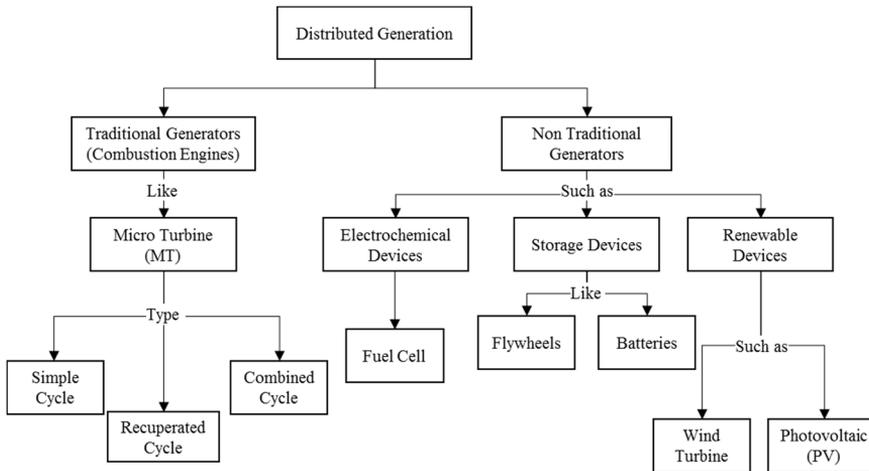 Distributed Generation
Traditional Generators
(Combustion Engines)
Non Traditional
Generators
Like
Such as
Micro Turbine
(MT)
Electrochemical
Devices
Storage Devices
Renewable
Devices
Type
Like
Fuel Cell
Flywheels
Batteries
Such as
Simple
Cycle
Combined
Cycle
Recuperated
Cycle
Wind
Turbine
Photovoltaic
(PV)